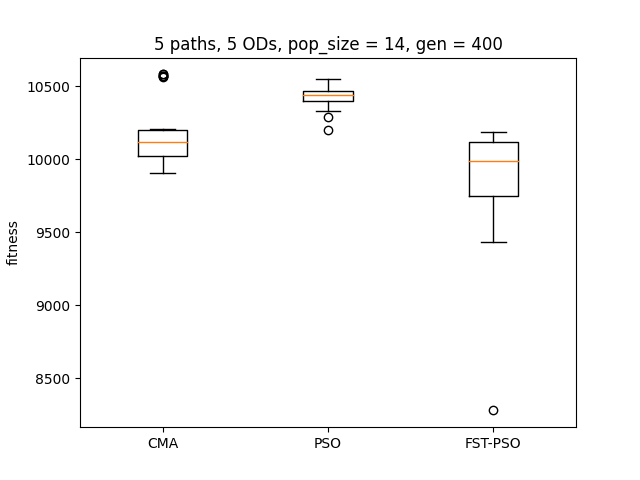 5 paths, 5 ODs, pop_size = 14, gen = 400
fitness
10500
10000
9500
9000
8500
CMA PSO FST-PSO